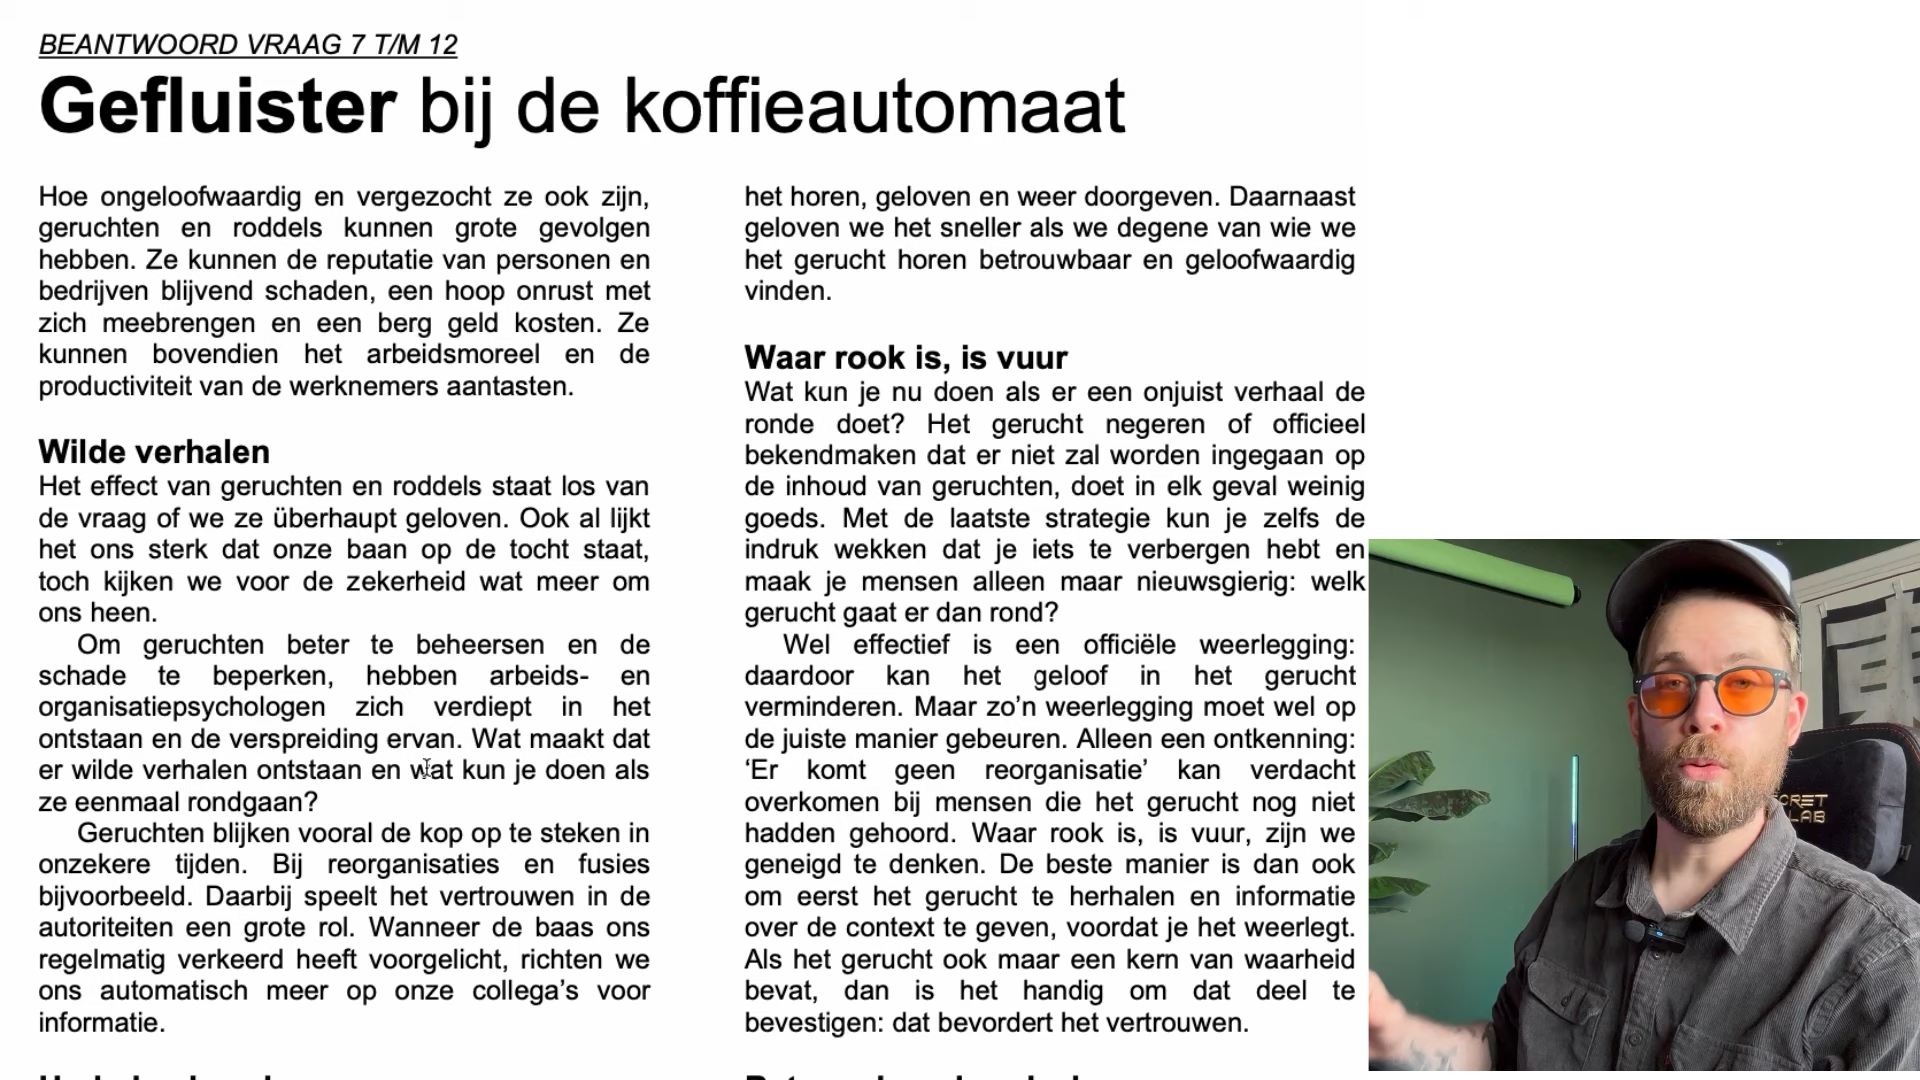 BEANTWOORD VRAAG 7 T/M 12
Gefluister bij de koffieautomaat
Hoe ongeloofwaardig en vergezocht ze ook zijn,
geruchten en roddels kunnen grote gevolgen
hebben. Ze kunnen de reputatie van personen en
bedrijven blijvend schaden, een hoop onrust met
zich meebrengen en een berg geld kosten. Ze
kunnen bovendien het arbeidsmoreel en de
productiviteit van de werknemers aantasten.
Wilde verhalen
Het effect van geruchten en roddels staat los van
de vraag of we ze überhaupt geloven. Ook al lijkt
het ons sterk dat onze baan op de tocht staat,
toch kijken we voor de zekerheid wat meer om
ons heen.
Om geruchten beter te beheersen en de
schade te beperken, hebben arbeids- en
organisatiepsychologen zich verdiept in het
ontstaan en de verspreiding ervan. Wat maakt dat
er wilde verhalen ontstaan en wat kun je doen als
ze eenmaal rondgaan?
Geruchten blijken vooral de kop op te steken in
onzekere tijden. Bij reorganisaties en fusies
bijvoorbeeld. Daarbij speelt het vertrouwen in de
autoriteiten een grote rol. Wanneer de baas ons
regelmatig verkeerd heeft voorgelicht, richten we
ons automatisch meer op onze collega's voor
informatie.
het horen, geloven en weer doorgeven. Daarnaast
geloven we het sneller als we degene van wie we
het gerucht horen betrouwbaar en geloofwaardig
vinden.
Waar rook is, is vuur
Wat kun je nu doen als er een onjuist verhaal de
ronde doet? Het gerucht negeren of officieel
bekendmaken dat er niet zal worden ingegaan op
de inhoud van geruchten, doet in elk geval weinig
goeds. Met de laatste strategie kun je zelfs de
indruk wekken dat je iets te verbergen hebt en
maak je mensen alleen maar nieuwsgierig: welk
gerucht gaat er dan rond?
Wel effectief is een officiële weerlegging:
daardoor kan het geloof in het gerucht
verminderen. Maar zo'n weerlegging moet wel op
de juiste manier gebeuren. Alleen een ontkenning:
‘Er komt geen reorganisatie’ kan verdacht
overkomen bij mensen die het gerucht nog niet
hadden gehoord. Waar rook is, is vuur, zijn we
geneigd te denken. De beste manier is dan ook
om eerst het gerucht te herhalen en informatie
over de context te geven, voordat je het weerlegt.
Als het gerucht ook maar een kern van waarheid
bevat, dan is het handig om dat deel te
bevestigen: dat bevordert het vertrouwen.